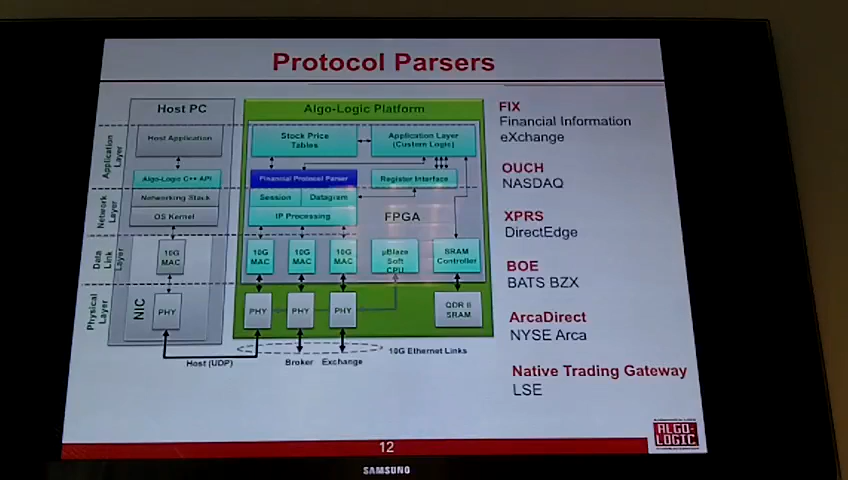 Protocol Parsers
Host PC
Algo-Logic Platform
Application Layer
Host Application
Algo-Logic C++ API
Stock Price Tables
Application Layer (Custom Logic)
Financial Protocol Parser
Register Interface
Network Layer
Networking Stack
OS Kernel
Session
Datagram
IP Processing
FPGA
Data Link Layer
10G MAC
10G MAC
10G MAC
10G MAC
µBlaze Soft CPU
SRAM Controller
Physical Layer
NIC
PHY
PHY
PHY
PHY
QDR II SRAM
Host (UDP)
Broker
Exchange
10G Ethernet Links
FIX
Financial Information
eXchange
OUCH
NASDAQ
XPRS
DirectEdge
BOE
BATS BZX
ArcaDirect
NYSE Arca
Native Trading Gateway
LSE
12
ALGO-LOGIC
SAMSUNG